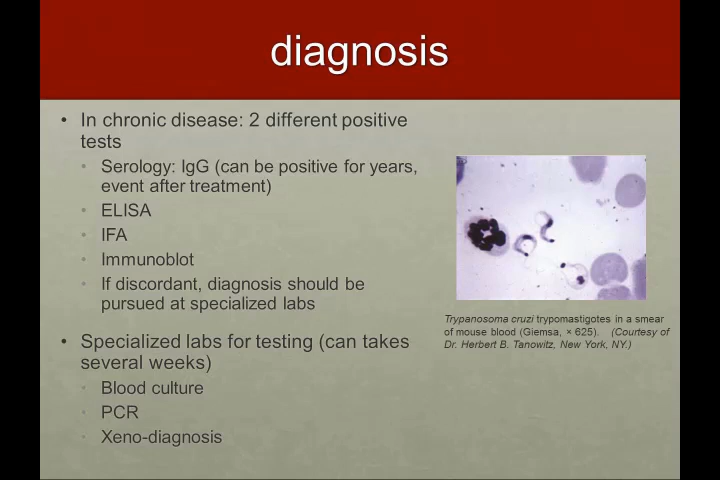 diagnosis
• In chronic disease: 2 different positive
tests
• Serology: IgG (can be positive for years,
event after treatment)
• ELISA
• IFA
• Immunoblot
• If discordant, diagnosis should be
pursued at specialized labs
• Specialized labs for testing (can takes
several weeks)
• Blood culture
• PCR
• Xeno-diagnosis
Trypanosoma cruzi trypomastigotes in a smear
of mouse blood (Giemsa, × 625). (Courtesy of
Dr. Herbert B. Tanowitz, New York, NY.)